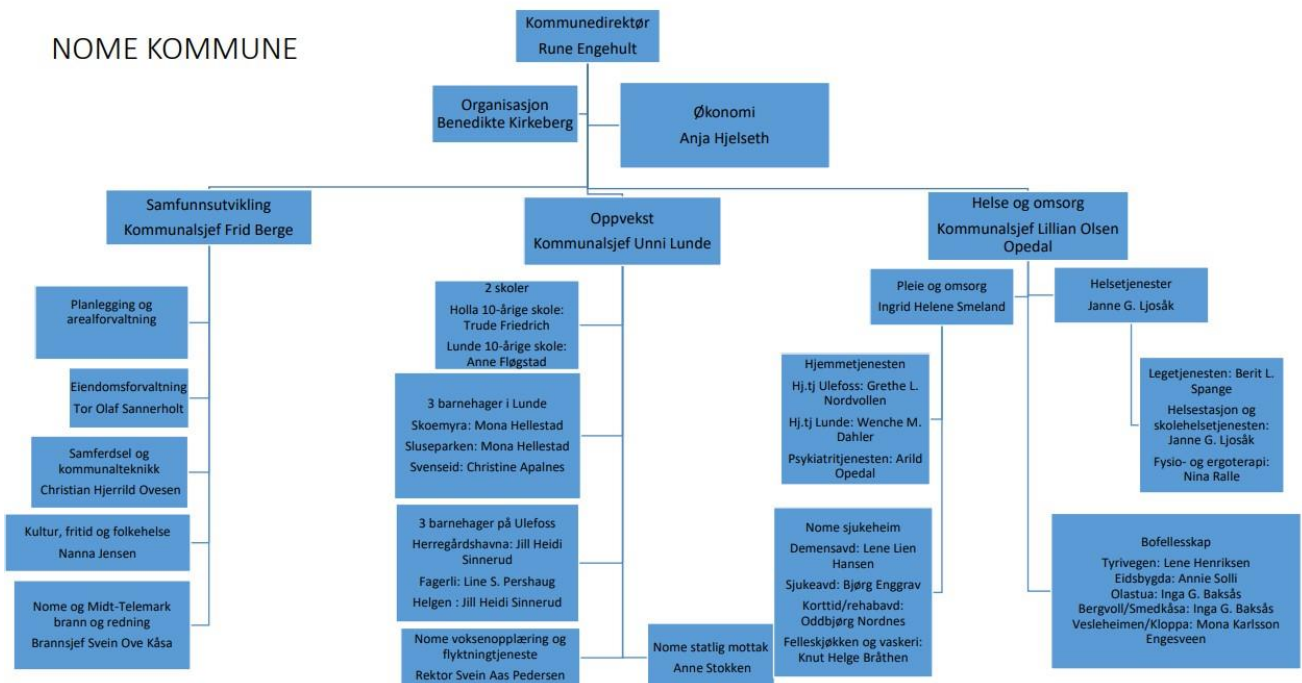 NOME KOMMUNE
Kommunedirektør
Rune Engehult
Organisasjon
Benedikte Kirkeberg
Økonomi
Anja Hjelseth
Samfunnsutvikling
Kommunalsjef Frid Berge
Planlegging og
arealforvaltning
Eiendomsforvaltning
Tor Olaf Sannerholt
Samferdsel og
kommunalteknikk
Christian Hjerrild Ovesen
Kultur, fritid og folkehelse
Nanna Jensen
Nome og Midt-Telemark
brann og redning
Brannsjef Svein Ove Kåsa
Oppvekst
Kommunalsjef Unni Lunde
2 skoler
Holla 10-årige skole:
Trude Friedrich
Lunde 10-årige skole:
Anne Fløgstad
3 barnehager i Lunde
Skoemyra: Mona Hellestad
Sluseparken: Mona Hellestad
Svenseid: Christine Apalnes
3 barnehager på Ulefoss
Herregårdshavna: Jill Heidi
Sinnerud
Fagerli: Line S. Pershaug
Helgen : Jill Heidi Sinnerud
Nome voksenopplæring og
flyktningtjeneste
Rektor Svein Aas Pedersen
Nome statlig mottak
Anne Stokken
Helse og omsorg
Kommunalsjef Lillian Olsen
Opedal
Pleie og omsorg
Ingrid Helene Smeland
Hjemmetjenesten
Hj.tj Ulefoss: Grethe L.
Nordvollen
Hj.tj Lunde: Wenche M.
Dahler
Psykiatritjenesten: Arild
Opedal
Nome sjukeheim
Demensavd: Lene Lien
Hansen
Sjukeavd: Bjørg Enggrav
Korttid/rehabavd:
Oddbjørg Nordnes
Felleskjøkken og vaskeri:
Knut Helge Bråthen
Helsetjenester
Janne G. Ljosåk
Legetjenesten: Berit L.
Spange
Helsestasjon og
skolehelsetjenesten:
Janne G. Ljosåk
Fysio- og ergoterapi:
Nina Ralle
Bofellesskap
Tyrivegen: Lene Henriksen
Eidsbygda: Annie Solli
Olastua: Inga G. Baksås
Bergvoll/Smedkåsa: Inga G. Baksås
Vesleheimen/Kloppa: Mona Karlsson
Engesveen